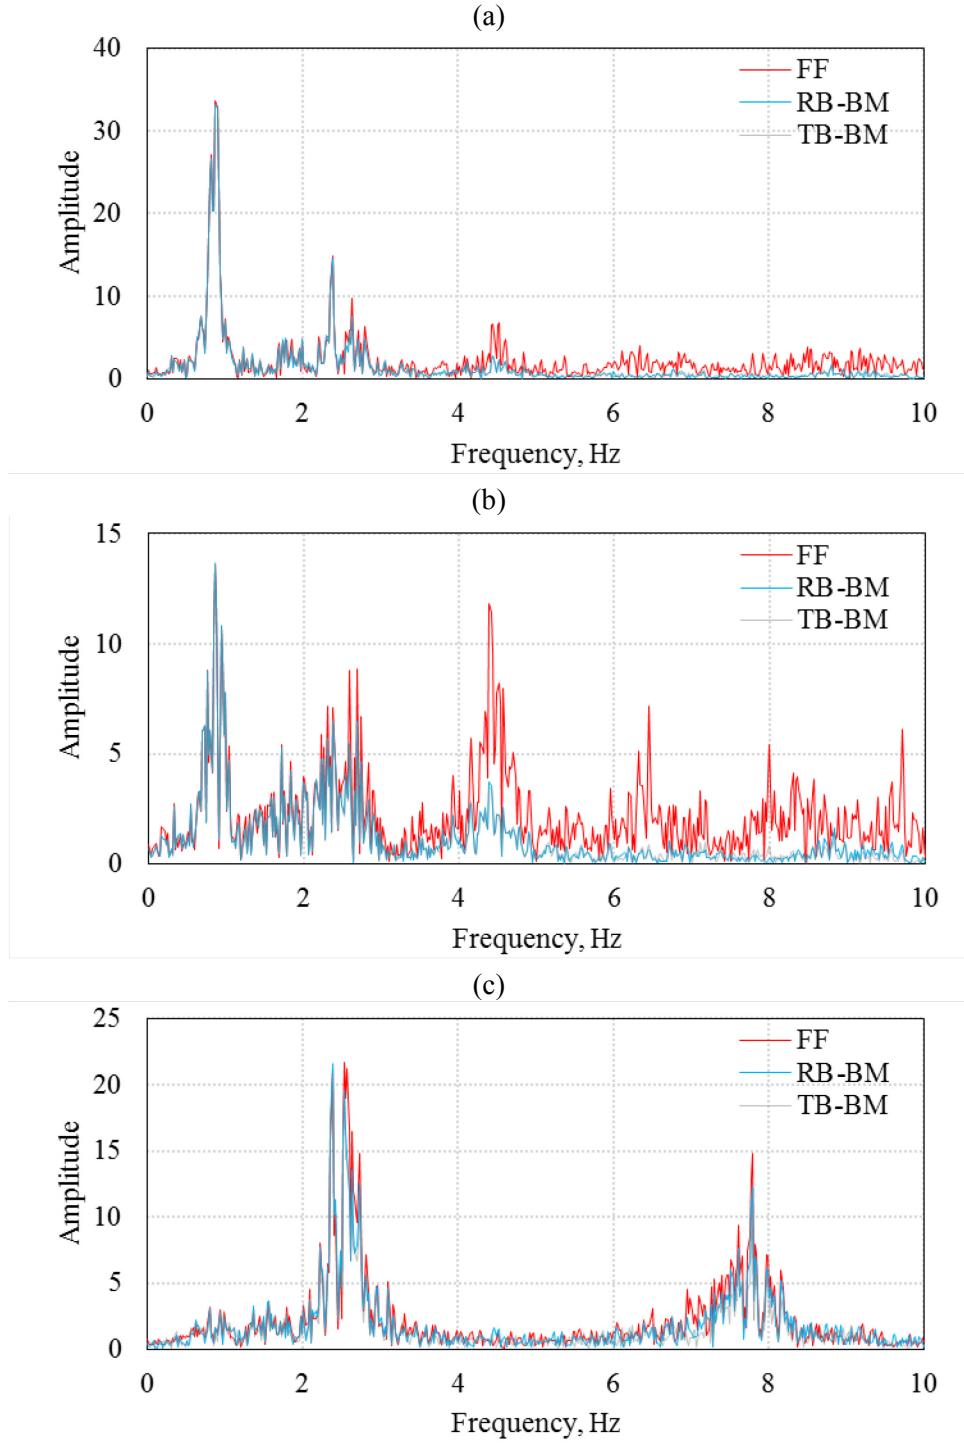 (a)
40
30
20
10
0
Amplitude
FF
RB-BM
TB-BM
0 2 4 6 8 10
Frequency, Hz
(b)
15
10
5
0
Amplitude
FF
RB-BM
TB-BM
0 2 4 6 8 10
Frequency, Hz
(c)
25
20
15
10
5
0
Amplitude
FF
RB-BM
TB-BM
0 2 4 6 8 10
Frequency, Hz